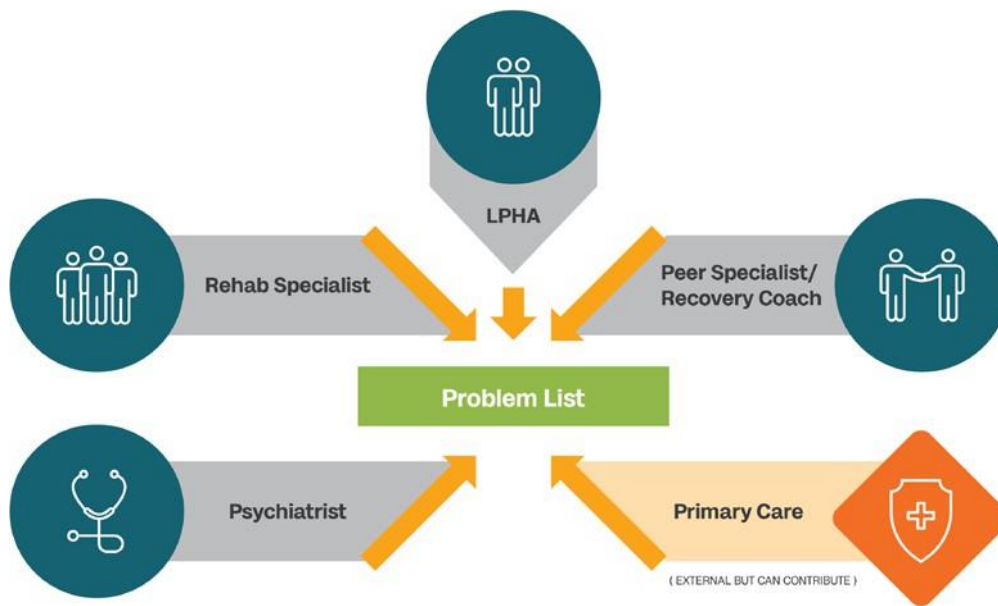 LPHA
Rehab Specialist
Peer Specialist/
Recovery Coach
Problem List
Psychiatrist
Primary Care
( EXTERNAL BUT CAN CONTRIBUTE )